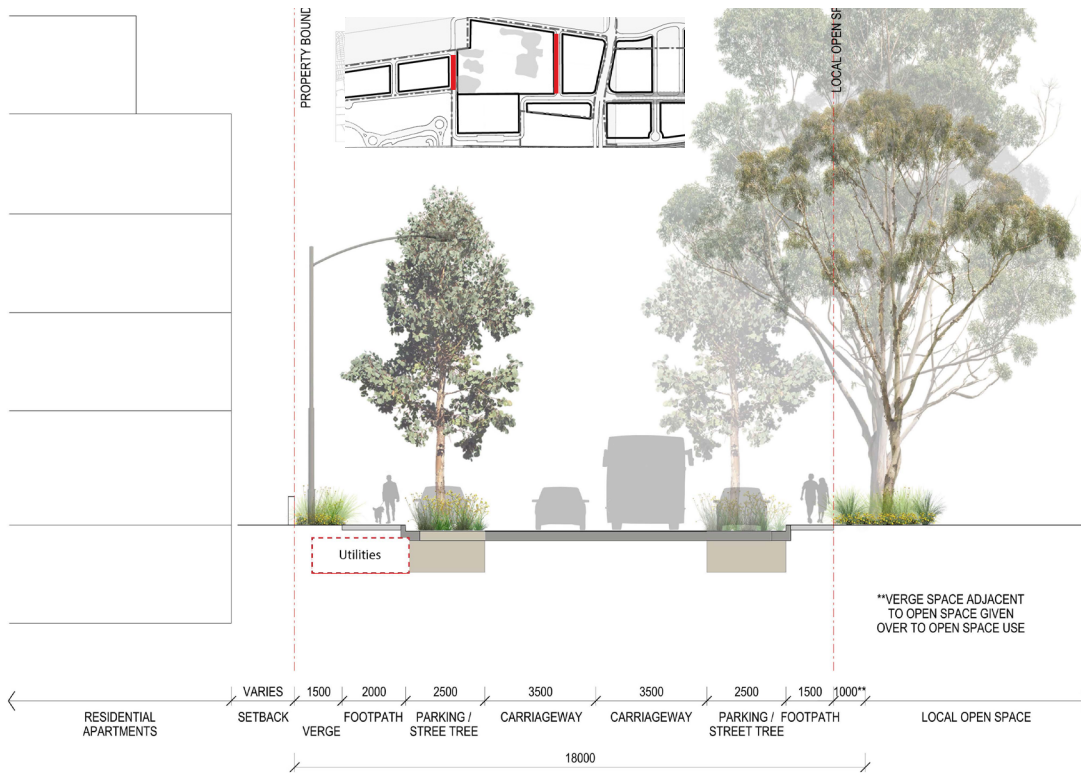 PROPERTY BOUND
LOCAL OPEN SP
Utilities
**VERGE SPACE ADJACENT
TO OPEN SPACE GIVEN
OVER TO OPEN SPACE USE
VARIES 1500 2000 2500 3500 3500 2500 1500 1000**
RESIDENTIAL
APARTMENTS
SETBACK
VERGE
FOOTPATH
PARKING /
STREE TREE
CARRIAGEWAY
CARRIAGEWAY
PARKING /
STREET TREE
FOOTPATH
LOCAL OPEN SPACE
18000